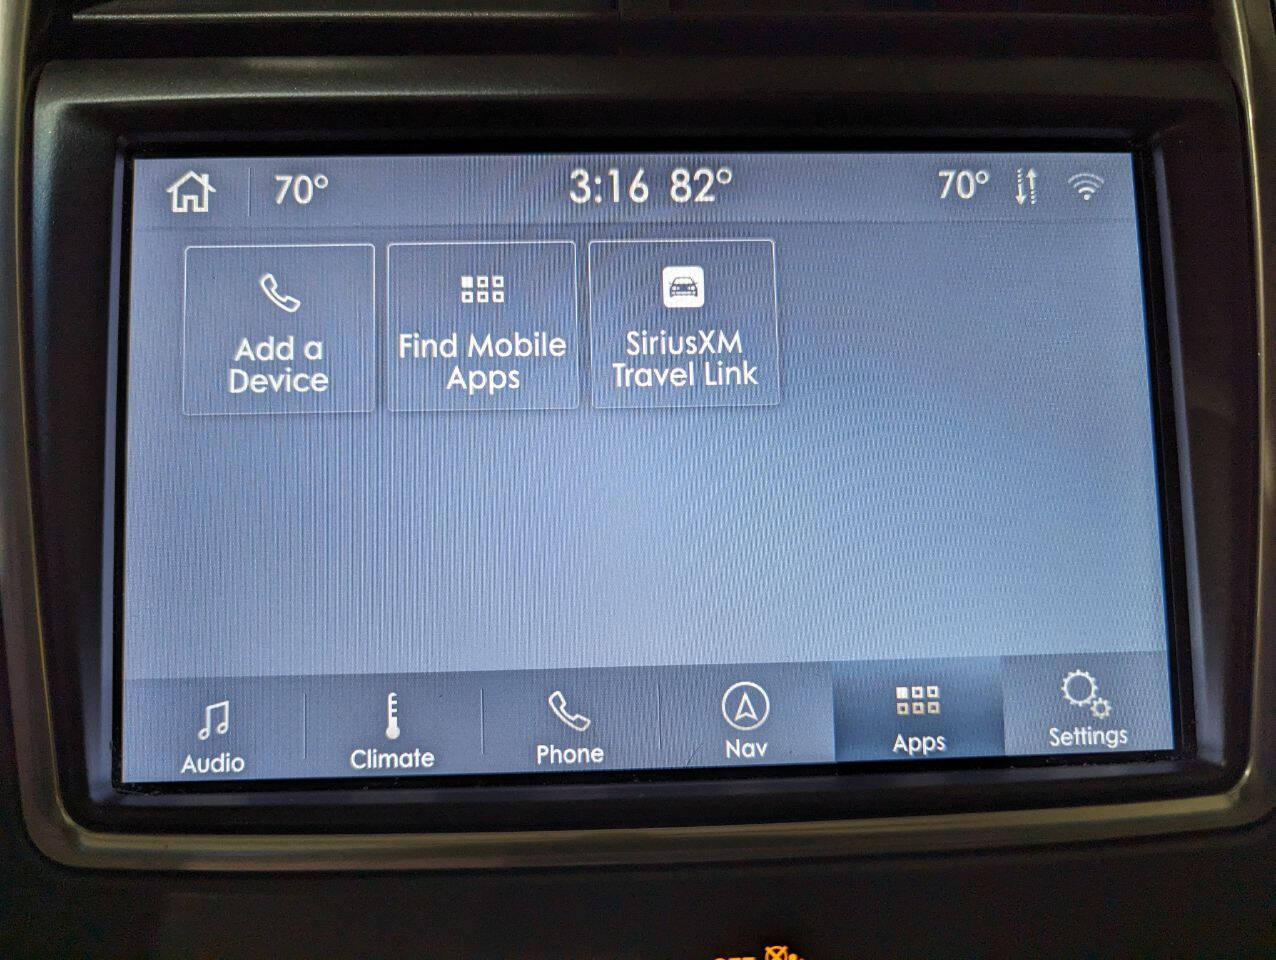 70° 3:16 82° 70°
Add a
Device
Find Mobile
Apps
SiriusXM
Travel Link
Audio
Climate
Phone
Nav
Apps
Settings